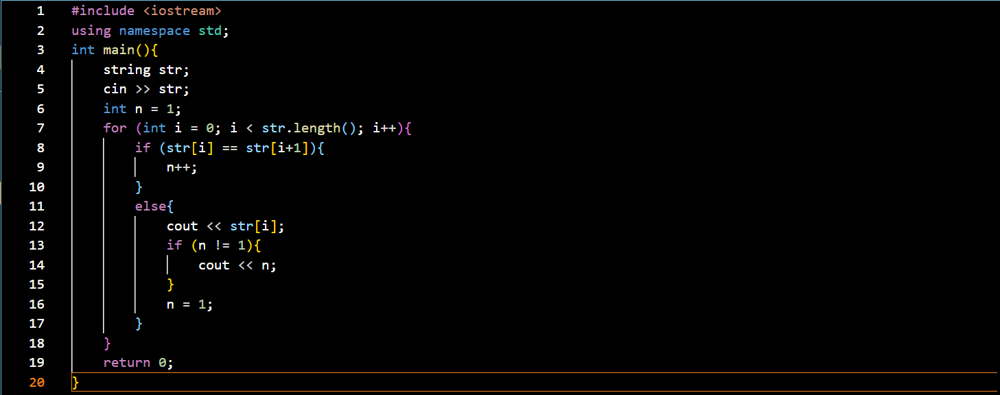 1 #include <iostream>
2 using namespace std;
3 int main(){
4 string str;
5 cin >> str;
6 int n = 1;
7 for (int i = 0; i < str.length(); i++){
8 if (str[i] == str[i+1]){
9 n++;
10 }
11 else{
12 cout << str[i];
13 if (n != 1){
14 cout << n;
15 }
16 n = 1;
17 }
18 }
19 return 0;
20 }